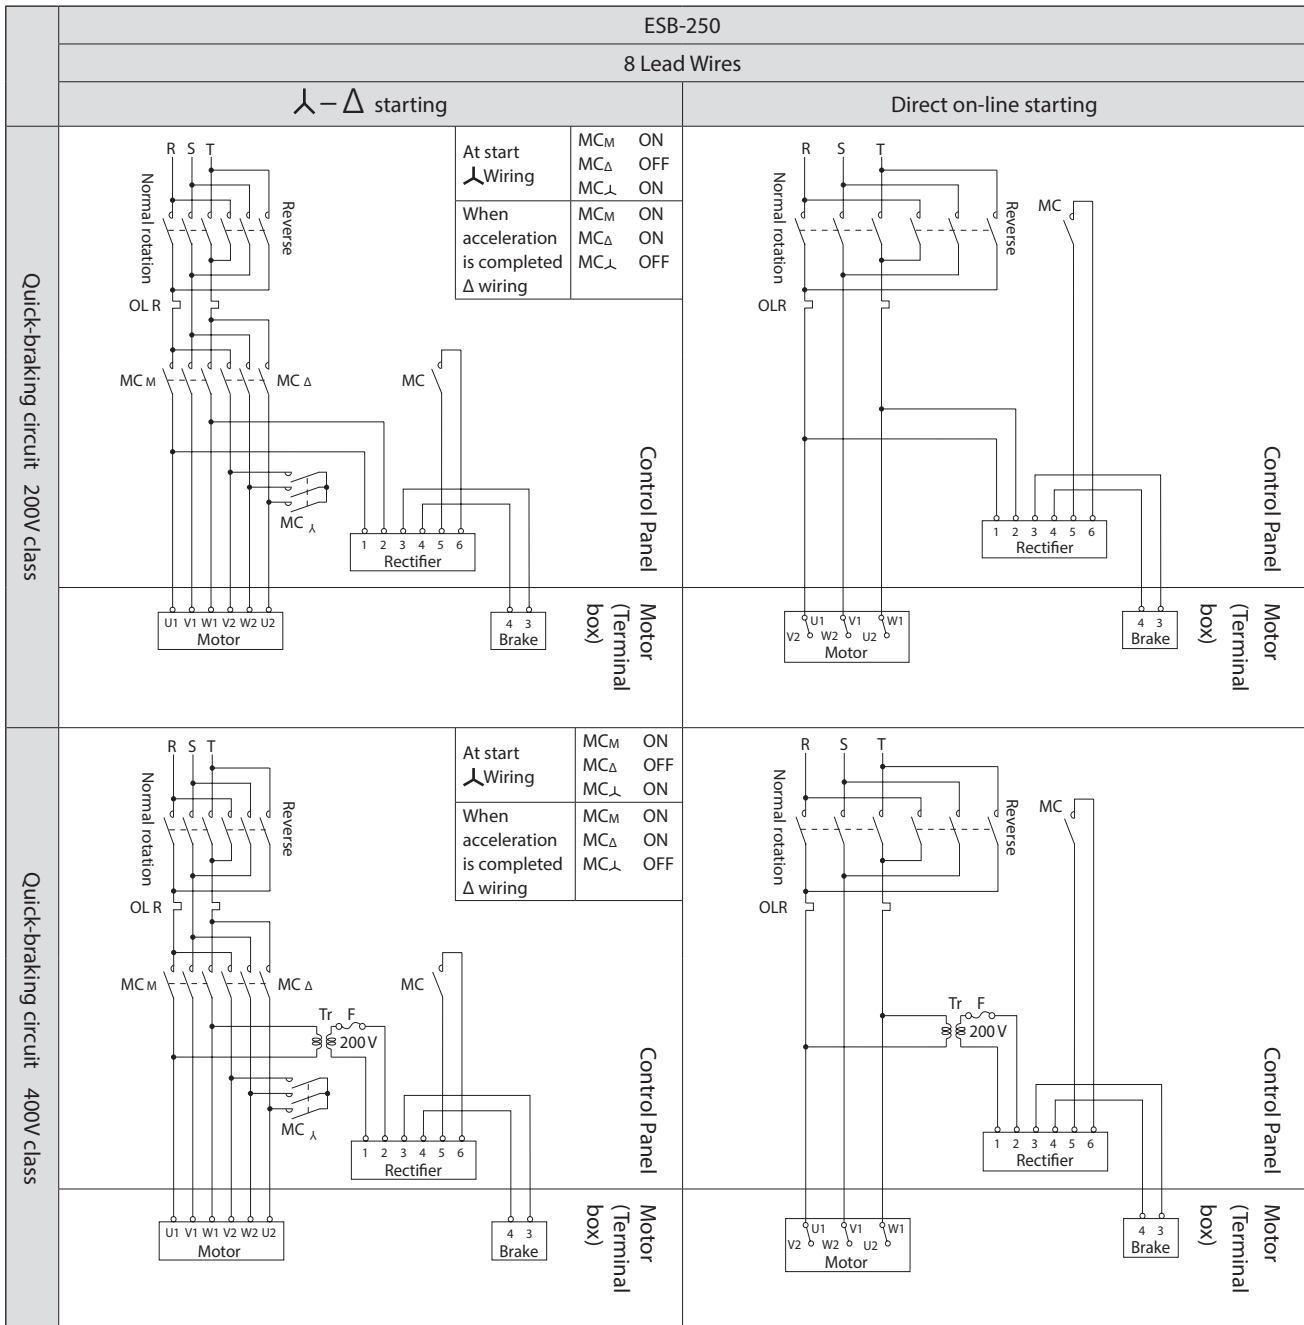 ESB-250
8 Lead Wires
⅄ – Δ starting
Direct on-line starting
Quick-braking circuit 200V class
R S T
Normal rotation
Reverse
OL R
MC M
MC Δ
MC
MC ⅄
1 2 3 4 5 6
Rectifier
U1 V1 W1 V2 W2 U2
Motor
4 3
Brake
At start
⅄ Wiring
MCM ON
MCΔ OFF
MC⅄ ON
When
acceleration
is completed
Δ wiring
MCM ON
MCΔ ON
MC⅄ OFF
Control Panel
Motor
(Terminal
box)
R S T
Normal rotation
Reverse
MC
OLR
1 2 3 4 5 6
Rectifier
U1 V1 W1
V2 W2 U2
Motor
4 3
Brake
Control Panel
Motor
(Terminal
box)
Quick-braking circuit 400V class
R S T
Normal rotation
Reverse
OL R
MC M
MC Δ
MC
Tr F
200 V
MC ⅄
1 2 3 4 5 6
Rectifier
U1 V1 W1 V2 W2 U2
Motor
4 3
Brake
At start
⅄ Wiring
MCM ON
MCΔ OFF
MC⅄ ON
When
acceleration
is completed
Δ wiring
MCM ON
MCΔ ON
MC⅄ OFF
Control Panel
Motor
(Terminal
box)
R S T
Normal rotation
Reverse
MC
OLR
Tr F
200 V
1 2 3 4 5 6
Rectifier
U1 V1 W1
V2 W2 U2
Motor
4 3
Brake
Control Panel
Motor
(Terminal
box)